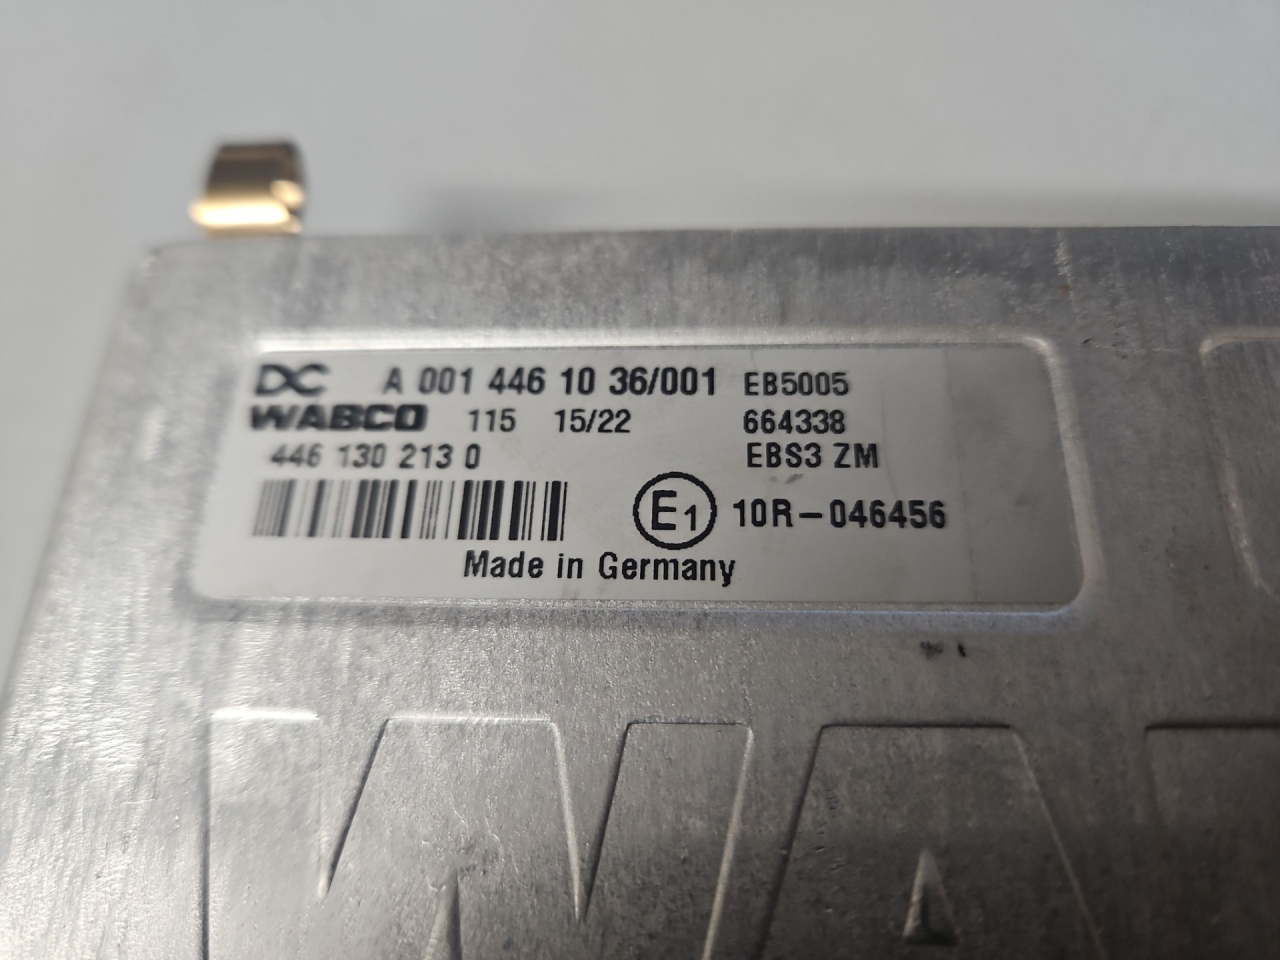 DC A 001 446 10 36/001 EB5005
WABCO 115 15/22 664338
446 130 213 0 EBS3 ZM
E1 10R-046456
Made in Germany